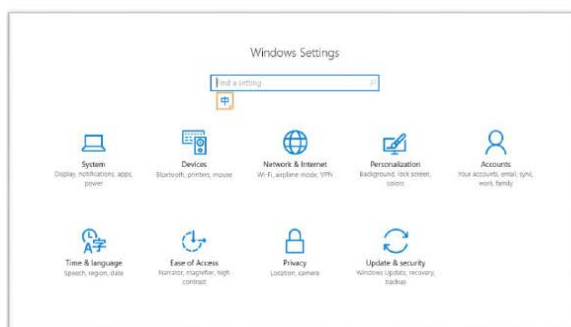 Windows Settings
Find a setting
中
System
Display, notifications, apps,
power
Devices
Bluetooth, printers, mouse
Network & Internet
Wi-Fi, airplane mode, VPN
Personalization
Background, lock screen,
colors
Accounts
Your accounts, email, sync,
work, family
A字
Time & language
Speech, region, date
Ease of Access
Narrator, magnifier, high
contrast
Privacy
Location, camera
Update & security
Windows Update, recovery,
backup